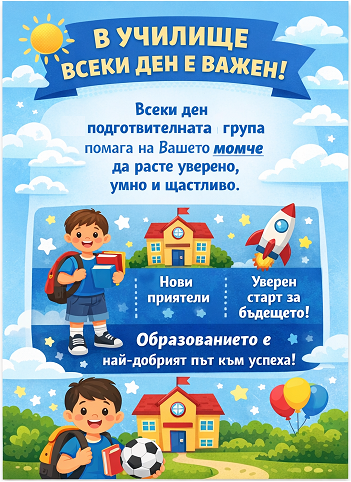 В УЧИЛИЩЕ
ВСЕКИ ДЕН Е ВАЖЕН!
Всеки ден
подготвителната група
помага на Вашето момче
да расте уверено,
умно и щастливо.
Нови
приятели
Уверен
старт за
бъдещето!
Образованието е
най-добрият път към успеха!